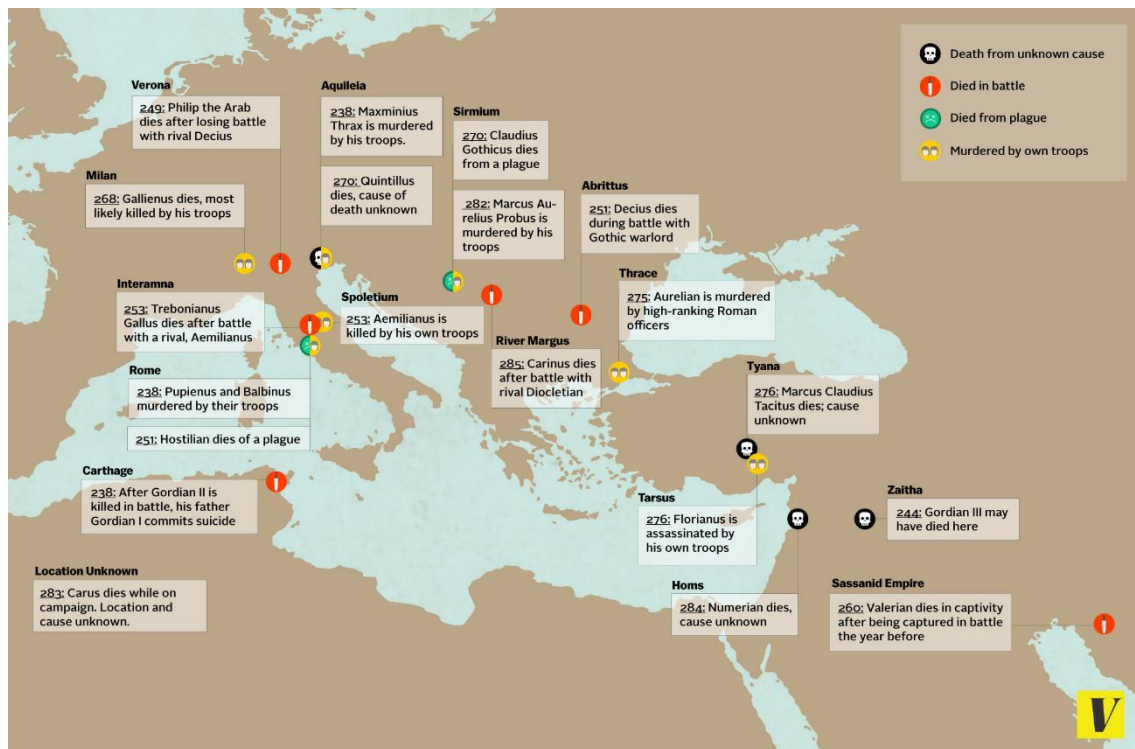 Death from unknown cause
Died in battle
Died from plague
Murdered by own troops
Verona
249: Philip the Arab
dies after losing battle
with rival Decius
Aquileia
238: Maxminius
Thrax is murdered
by his troops.
270: Quintillus
dies, cause of
death unknown
Sirmium
270: Claudius
Gothicus dies
from a plague
282: Marcus Au-
relius Probus is
murdered by his
troops
Milan
268: Gallienus dies, most
likely killed by his troops
Abrittus
251: Decius dies
during battle with
Gothic warlord
Interamna
253: Trebonianus
Gallus dies after battle
with a rival, Aemilianus
Spoletium
253: Aemilianus is
killed by his own troops
Thrace
275: Aurelian is murdered
by high-ranking Roman
officers
River Margus
285: Carinus dies
after battle with
rival Diocletian
Rome
238: Pupienus and Balbinus
murdered by their troops
251: Hostilian dies of a plague
Tyana
276: Marcus Claudius
Tacitus dies; cause
unknown
Carthage
238: After Gordian II is
killed in battle, his father
Gordian I commits suicide
Tarsus
276: Florianus is
assassinated by
his own troops
Zaitha
244: Gordian III may
have died here
Location Unknown
283: Carus dies while on
campaign. Location and
cause unknown.
Homs
284: Numerian dies,
cause unknown
Sassanid Empire
260: Valerian dies in captivity
after being captured in battle
the year before
V